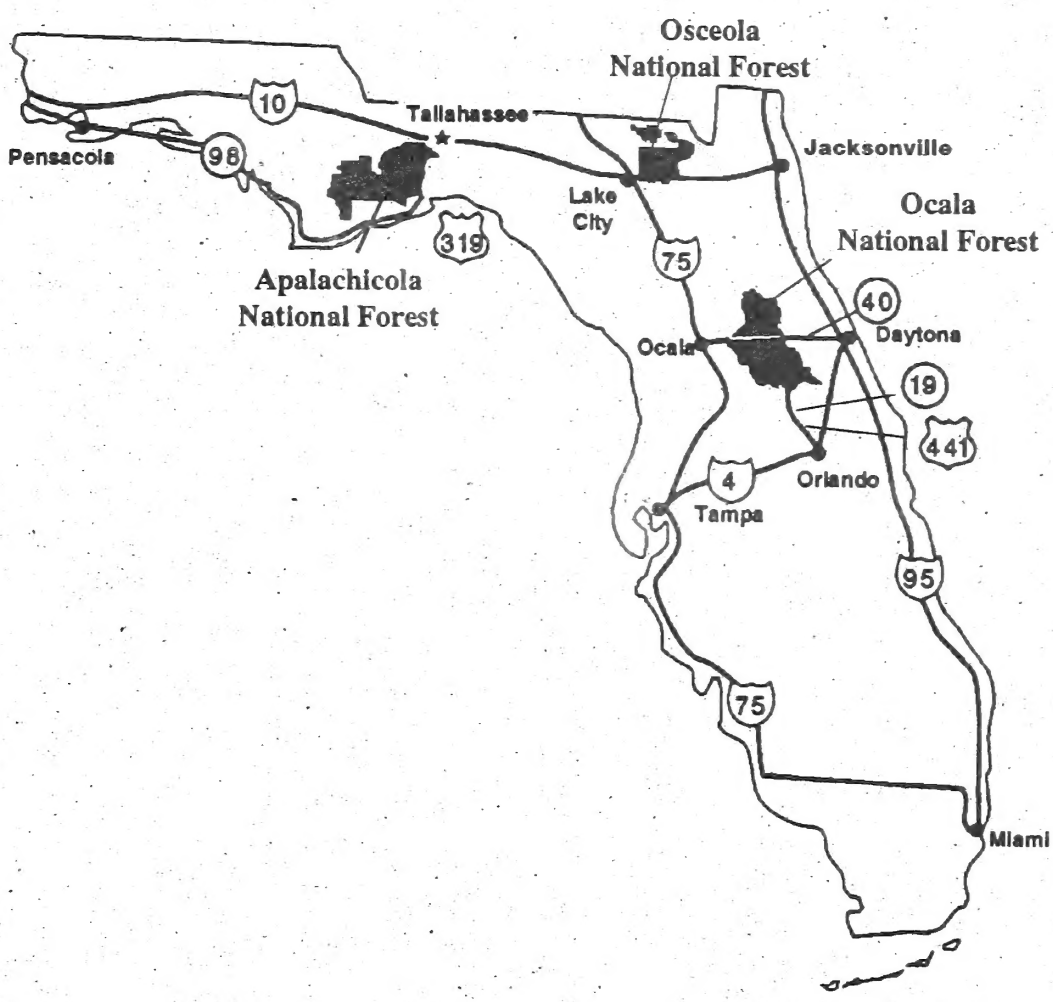 Osceola
National Forest
10
Tallahassee
Pensacola
98
Jacksonville
Lake
City
Ocala
National Forest
319
75
Apalachicola
National Forest
40
Ocala
Daytona
19
441
4
Orlando
Tampa
95
75
Miami